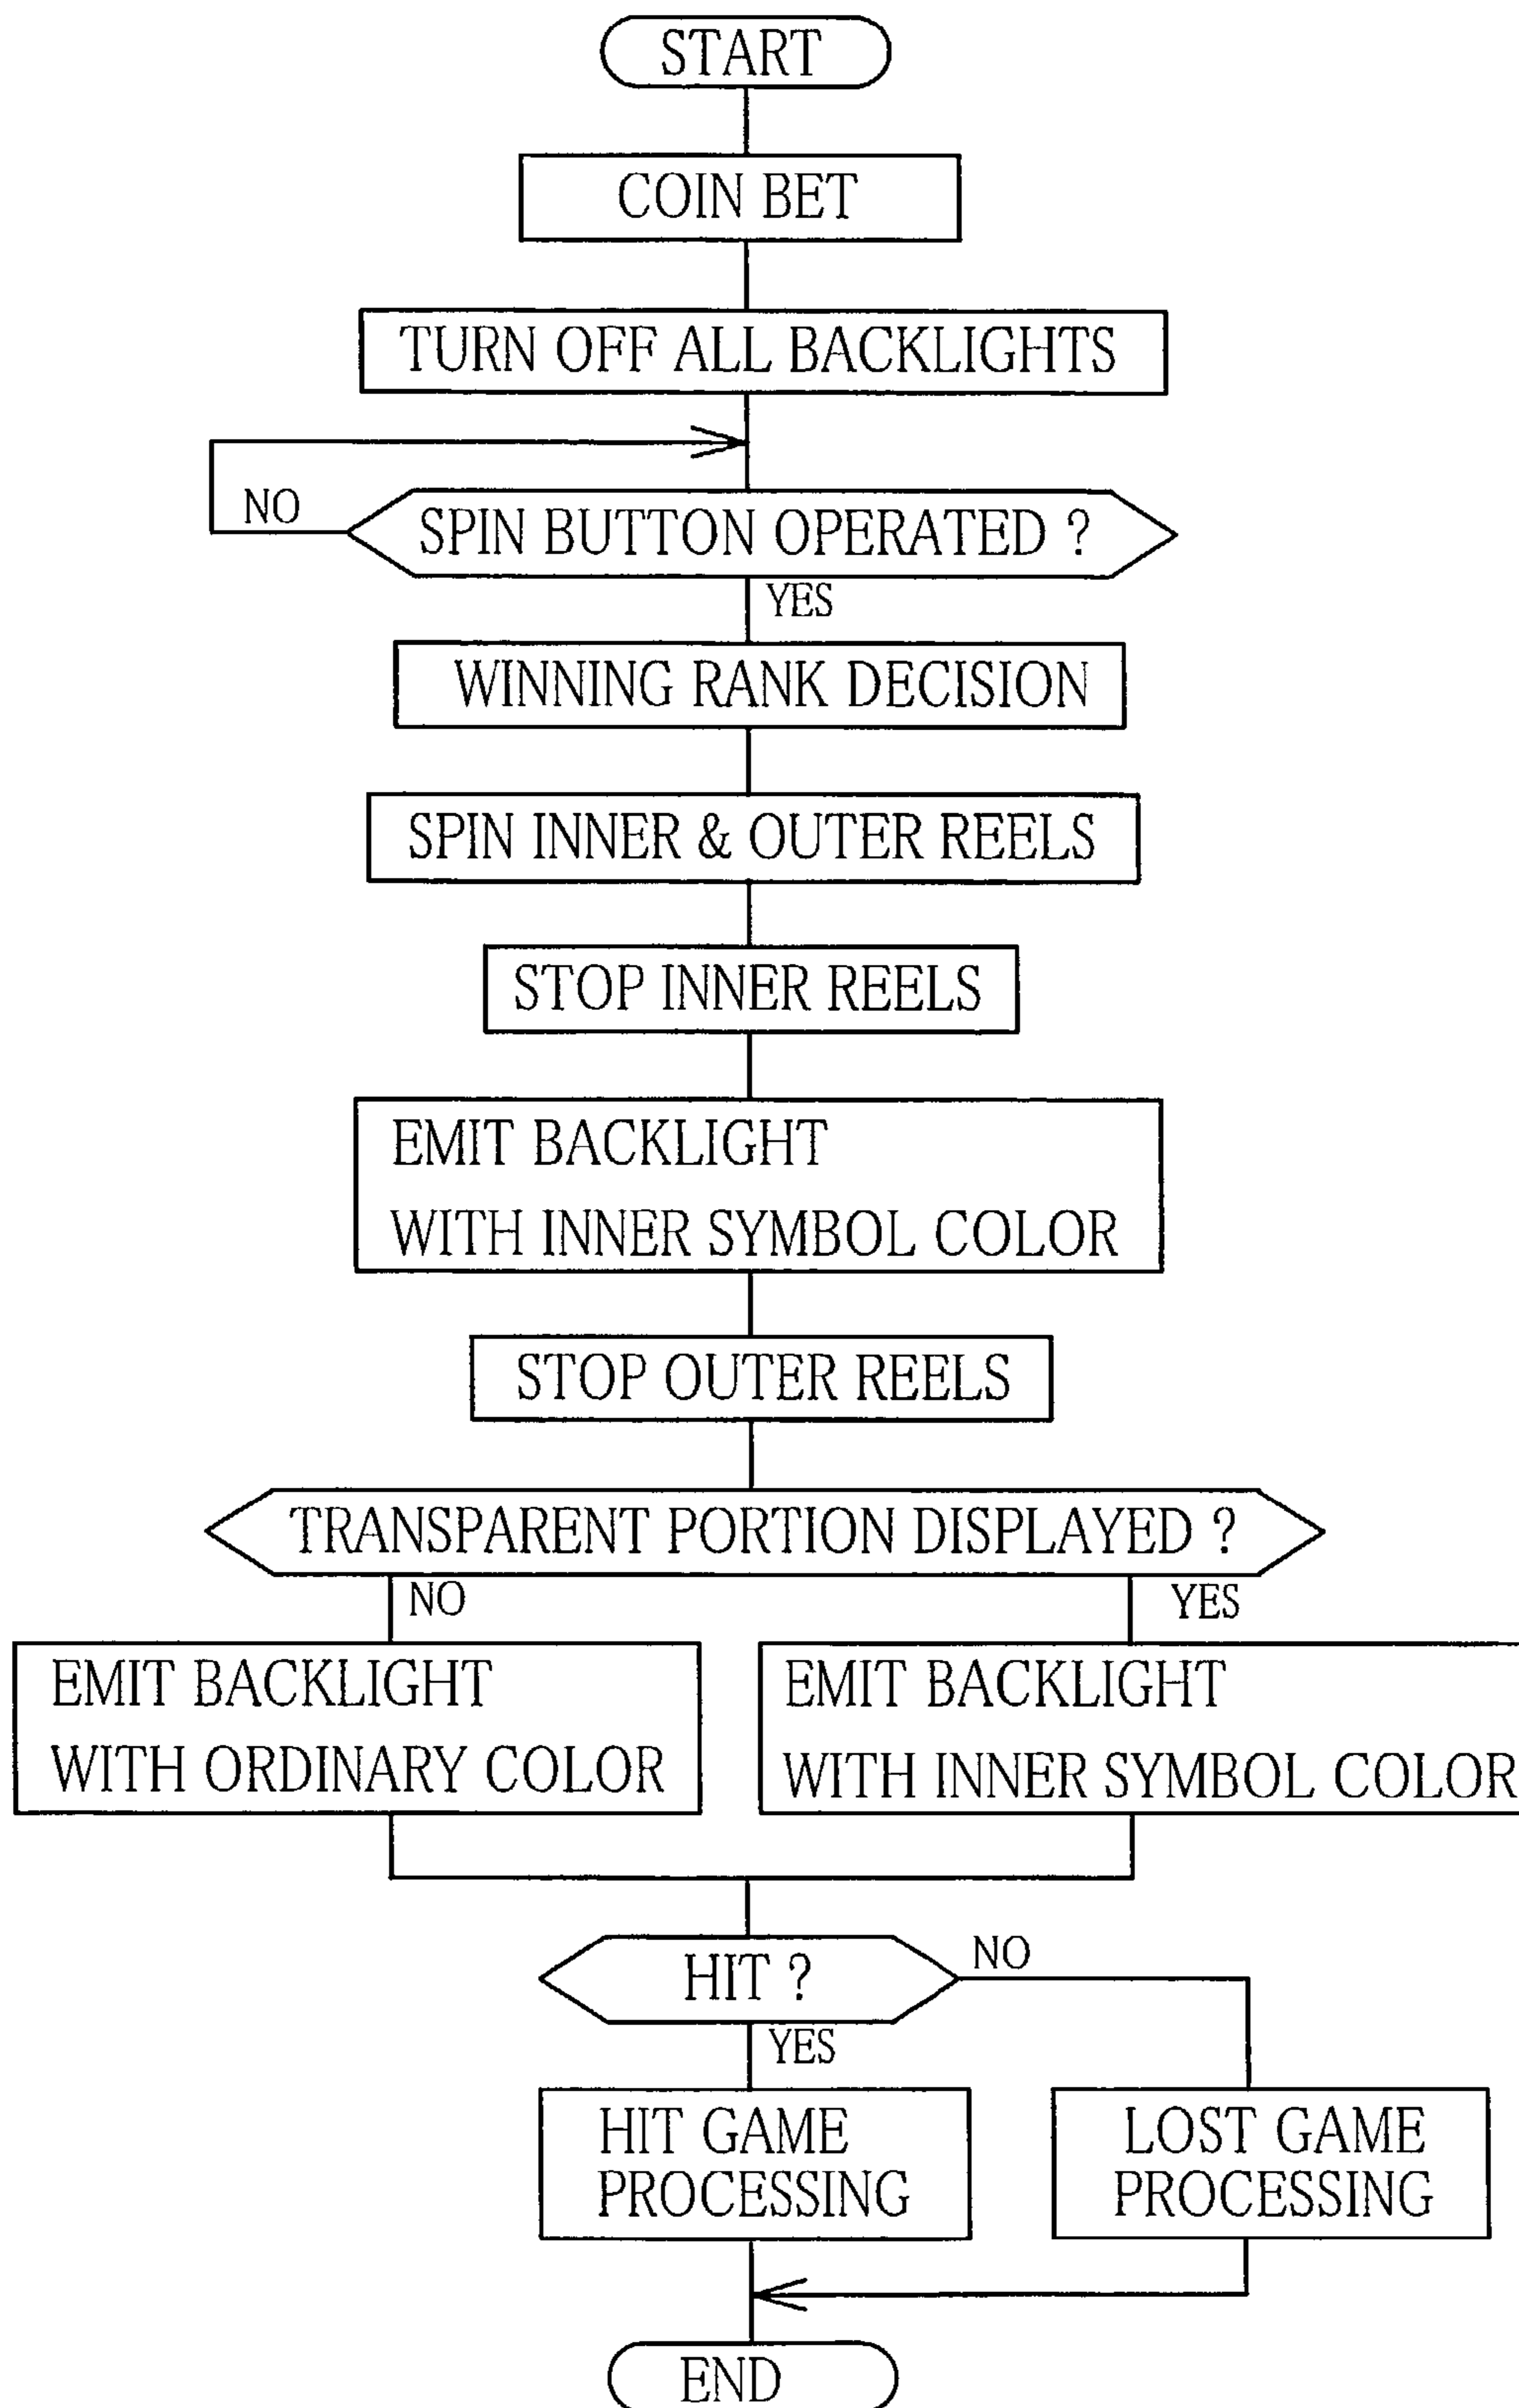 START
COIN BET
TURN OFF ALL BACKLIGHTS
NO
SPIN BUTTON OPERATED ?
YES
WINNING RANK DECISION
SPIN INNER & OUTER REELS
STOP INNER REELS
EMIT BACKLIGHT
WITH INNER SYMBOL COLOR
STOP OUTER REELS
TRANSPARENT PORTION DISPLAYED ?
NO
YES
EMIT BACKLIGHT
WITH ORDINARY COLOR
EMIT BACKLIGHT
WITH INNER SYMBOL COLOR
HIT ?
NO
YES
HIT GAME
PROCESSING
LOST GAME
PROCESSING
END